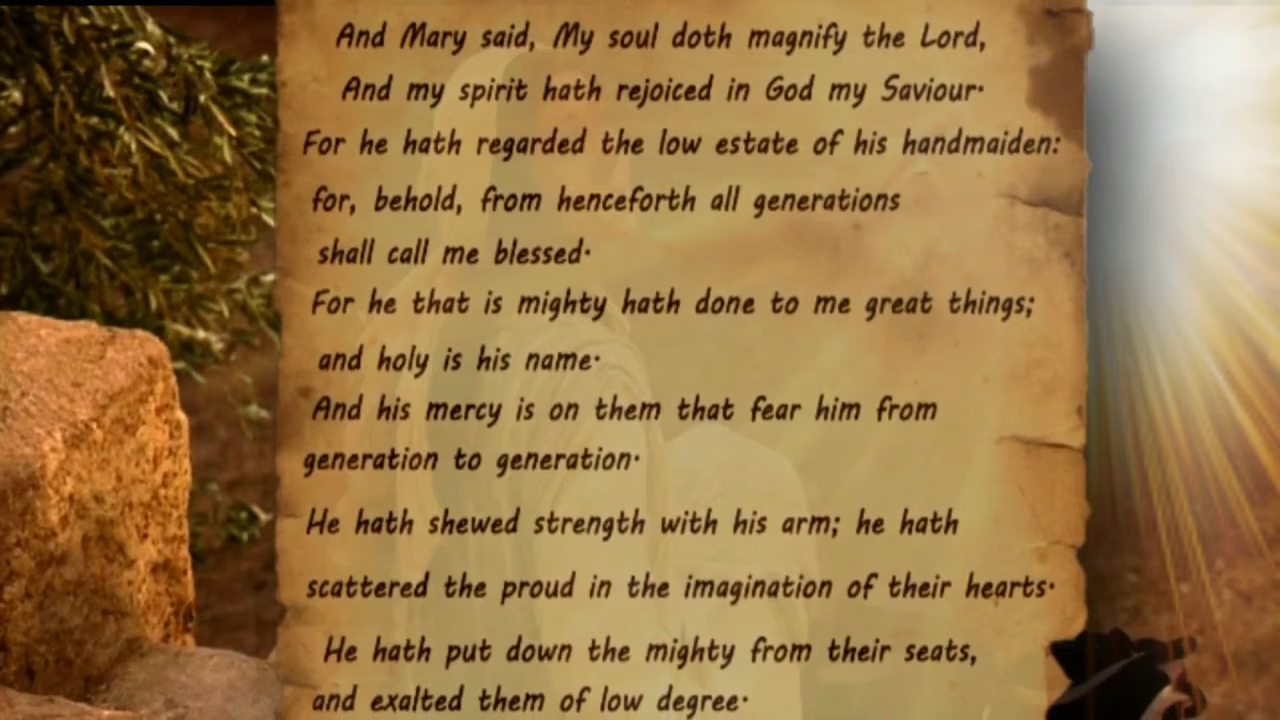 And Mary said, My soul doth magnify the Lord,
And my spirit hath rejoiced in God my Saviour·
For he hath regarded the low estate of his handmaiden:
for, behold, from henceforth all generations
shall call me blessed·
For he that is mighty hath done to me great things;
and holy is his name·
And his mercy is on them that fear him from
generation to generation·
He hath shewed strength with his arm; he hath
scattered the proud in the imagination of their hearts·
He hath put down the mighty from their seats,
and exalted them of low degree·